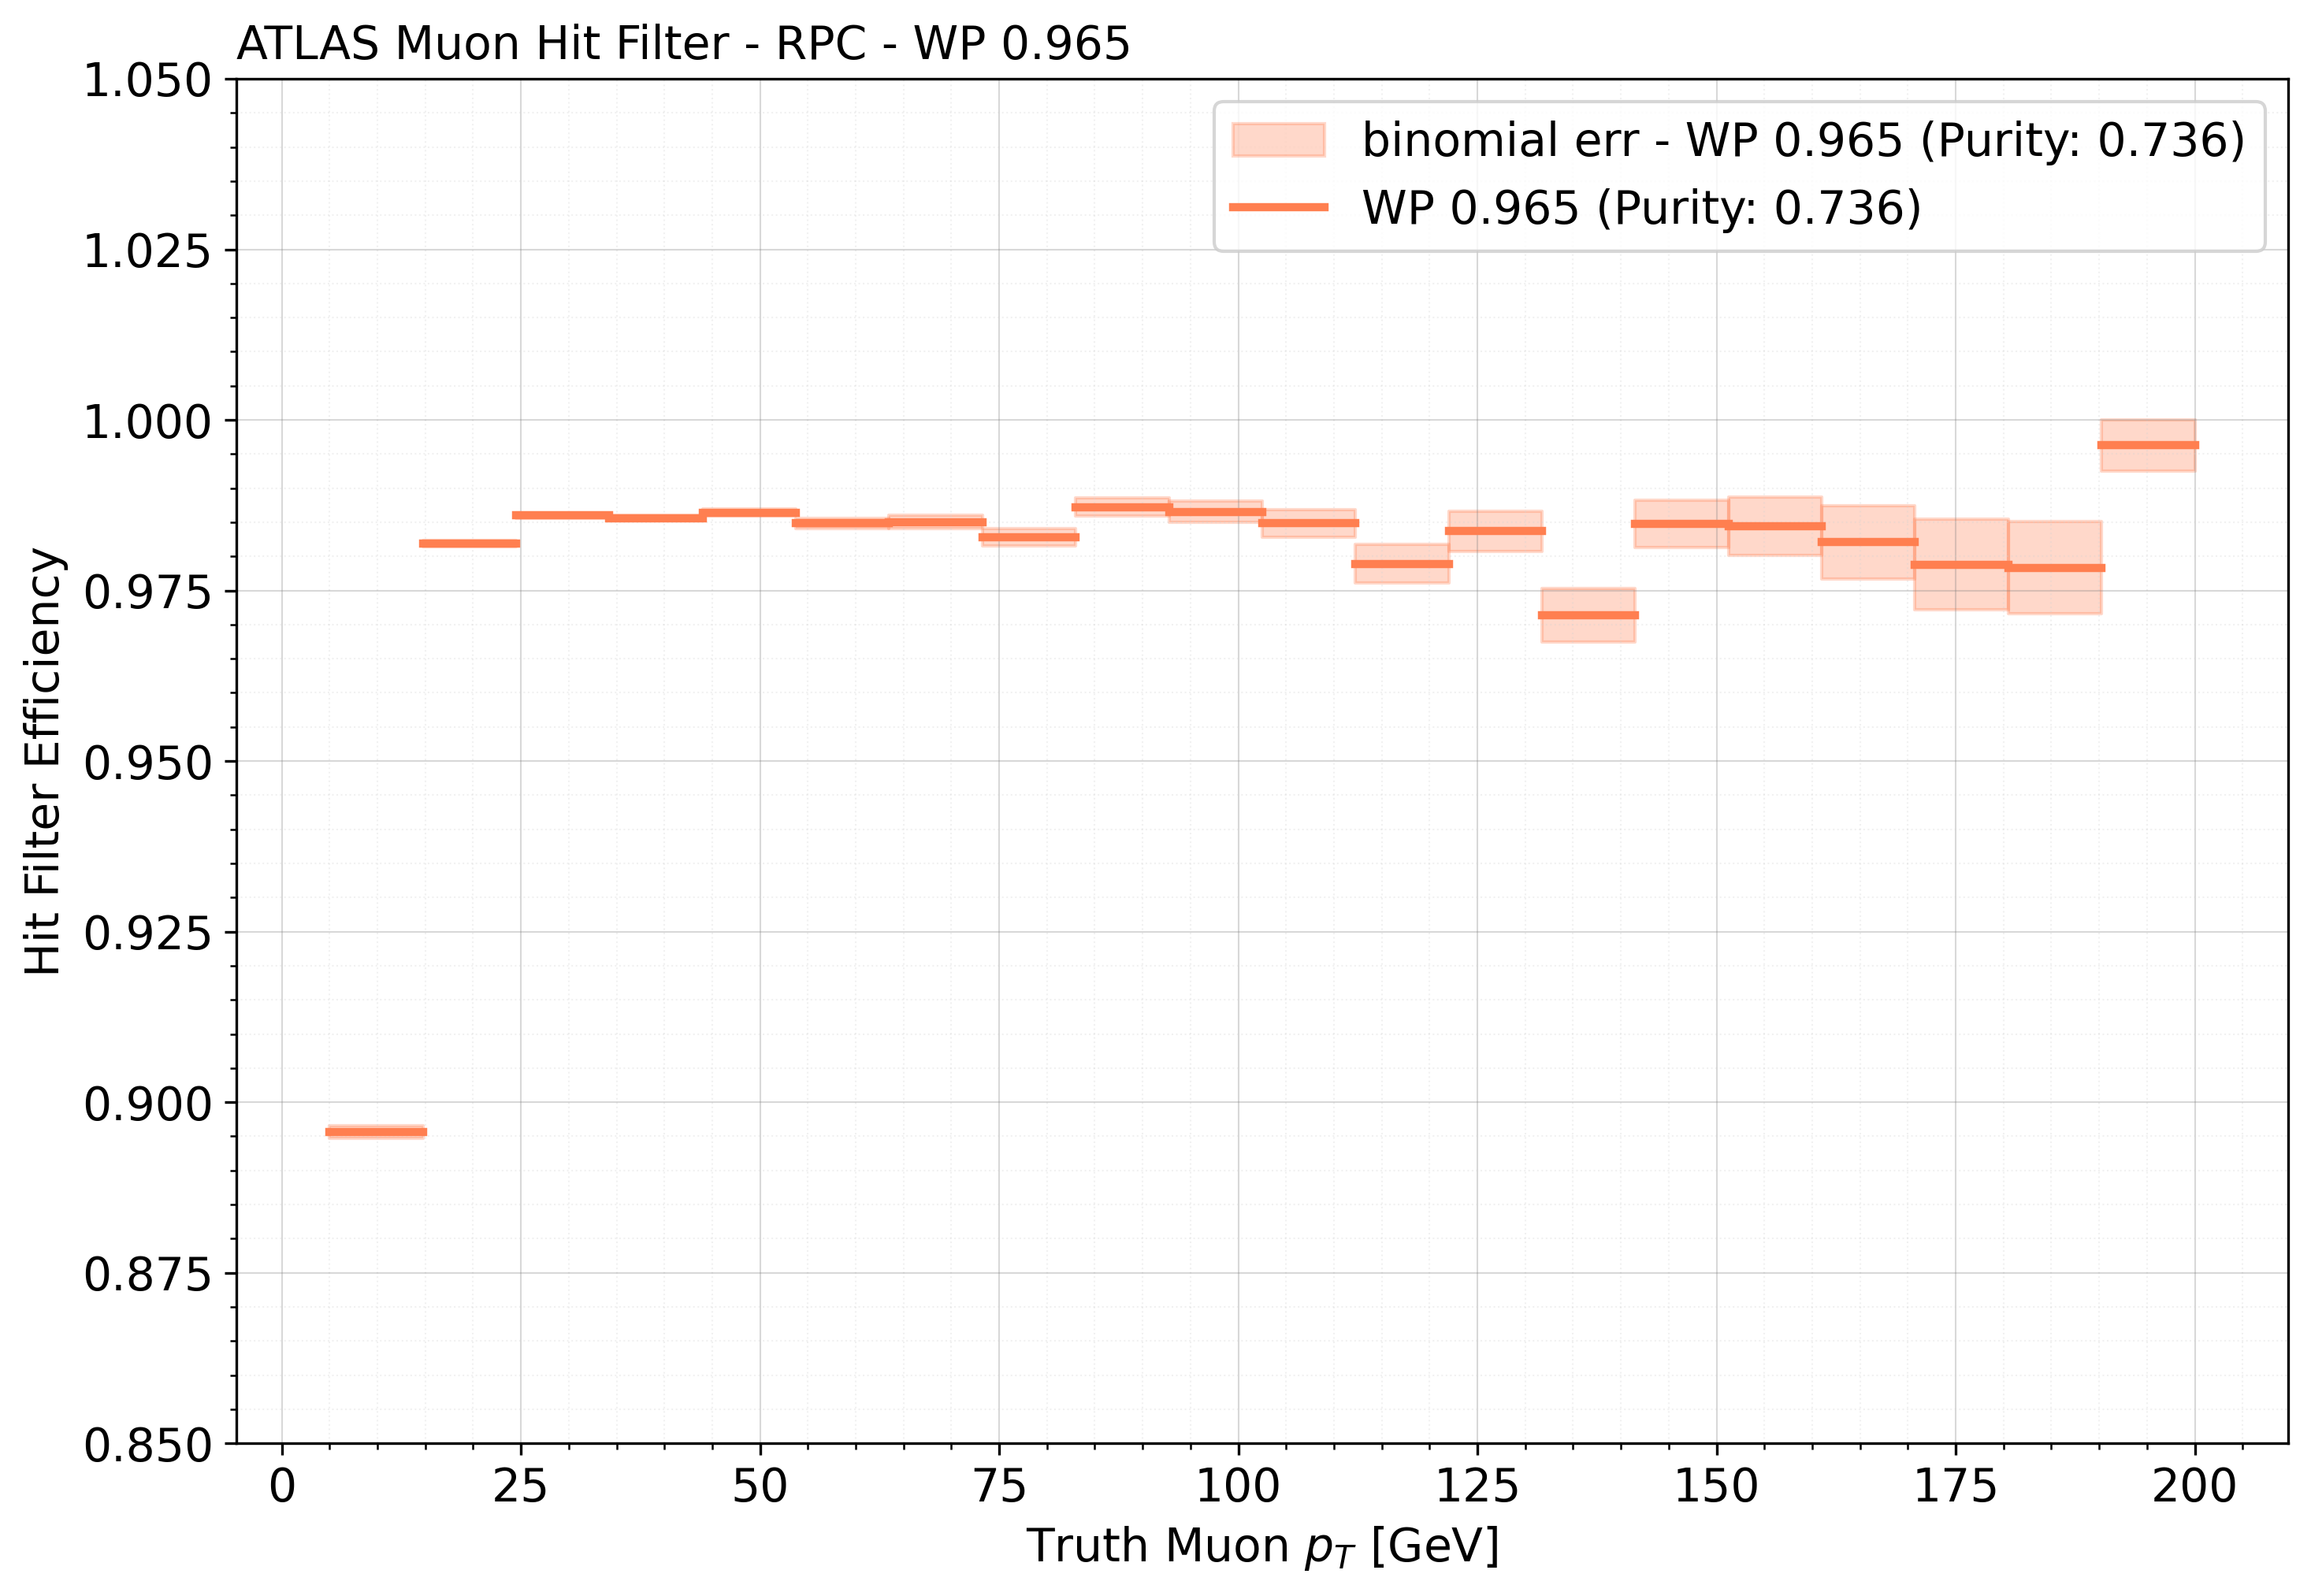 ATLAS Muon Hit Filter - RPC - WP 0.965
binomial err - WP 0.965 (Purity: 0.736)
WP 0.965 (Purity: 0.736)
Hit Filter Efficiency
1.050
1.025
1.000
0.975
0.950
0.925
0.900
0.875
0.850
0 25 50 75 100 125 150 175 200
Truth Muon p_T [GeV]